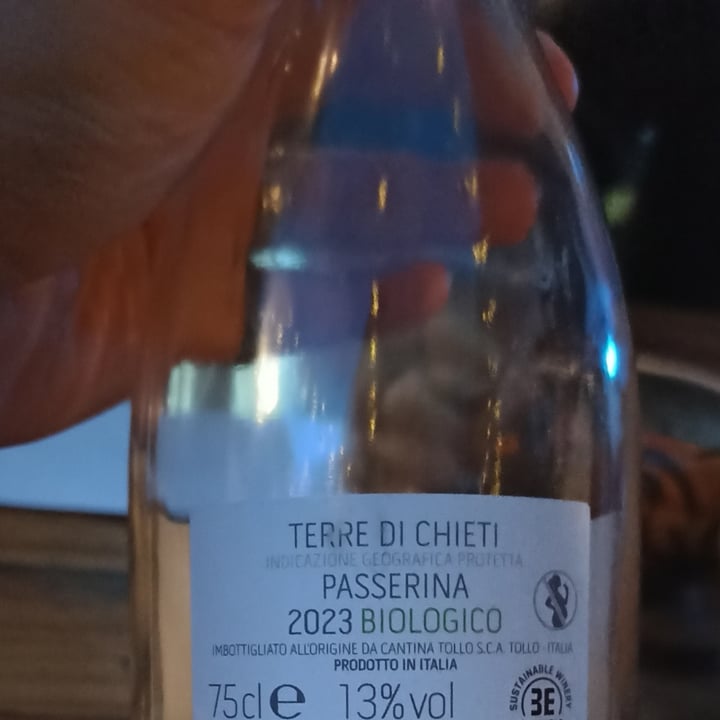 TERRE DI CHIETI
INDICAZIONE GEOGRAFICA PROTETTA
PASSERINA
2023 BIOLOGICO
IMBOTTIGLIATO ALL'ORIGINE DA CANTINA TOLLO S.C.A. TOLLO - ITALIA
PRODOTTO IN ITALIA
75cl e 13% vol
SUSTAINABLE WINERY
3E